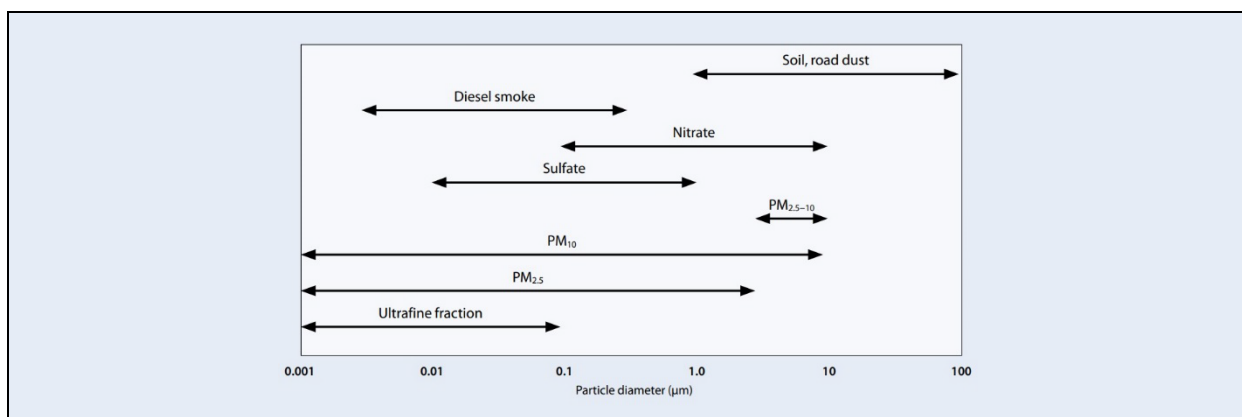 Soil, road dust
Diesel smoke
Nitrate
Sulfate
PM₂.₅₋₁₀
PM₁₀
PM₂.₅
Ultrafine fraction
0.001 0.01 0.1 1.0 10 100
Particle diameter (µm)